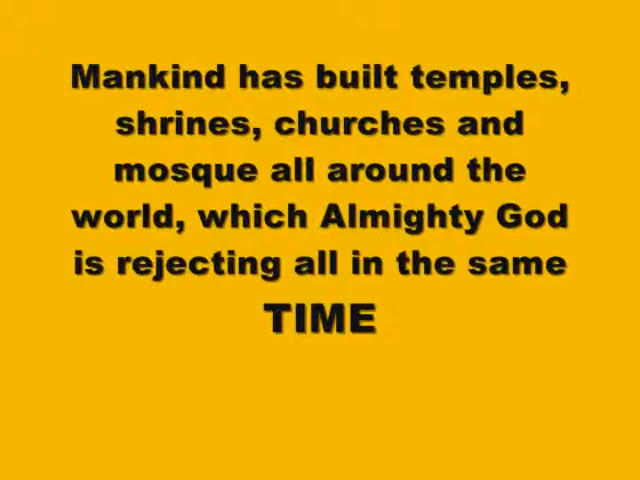 Mankind has built temples,
shrines, churches and
mosque all around the
world, which Almighty God
is rejecting all in the same
TIME